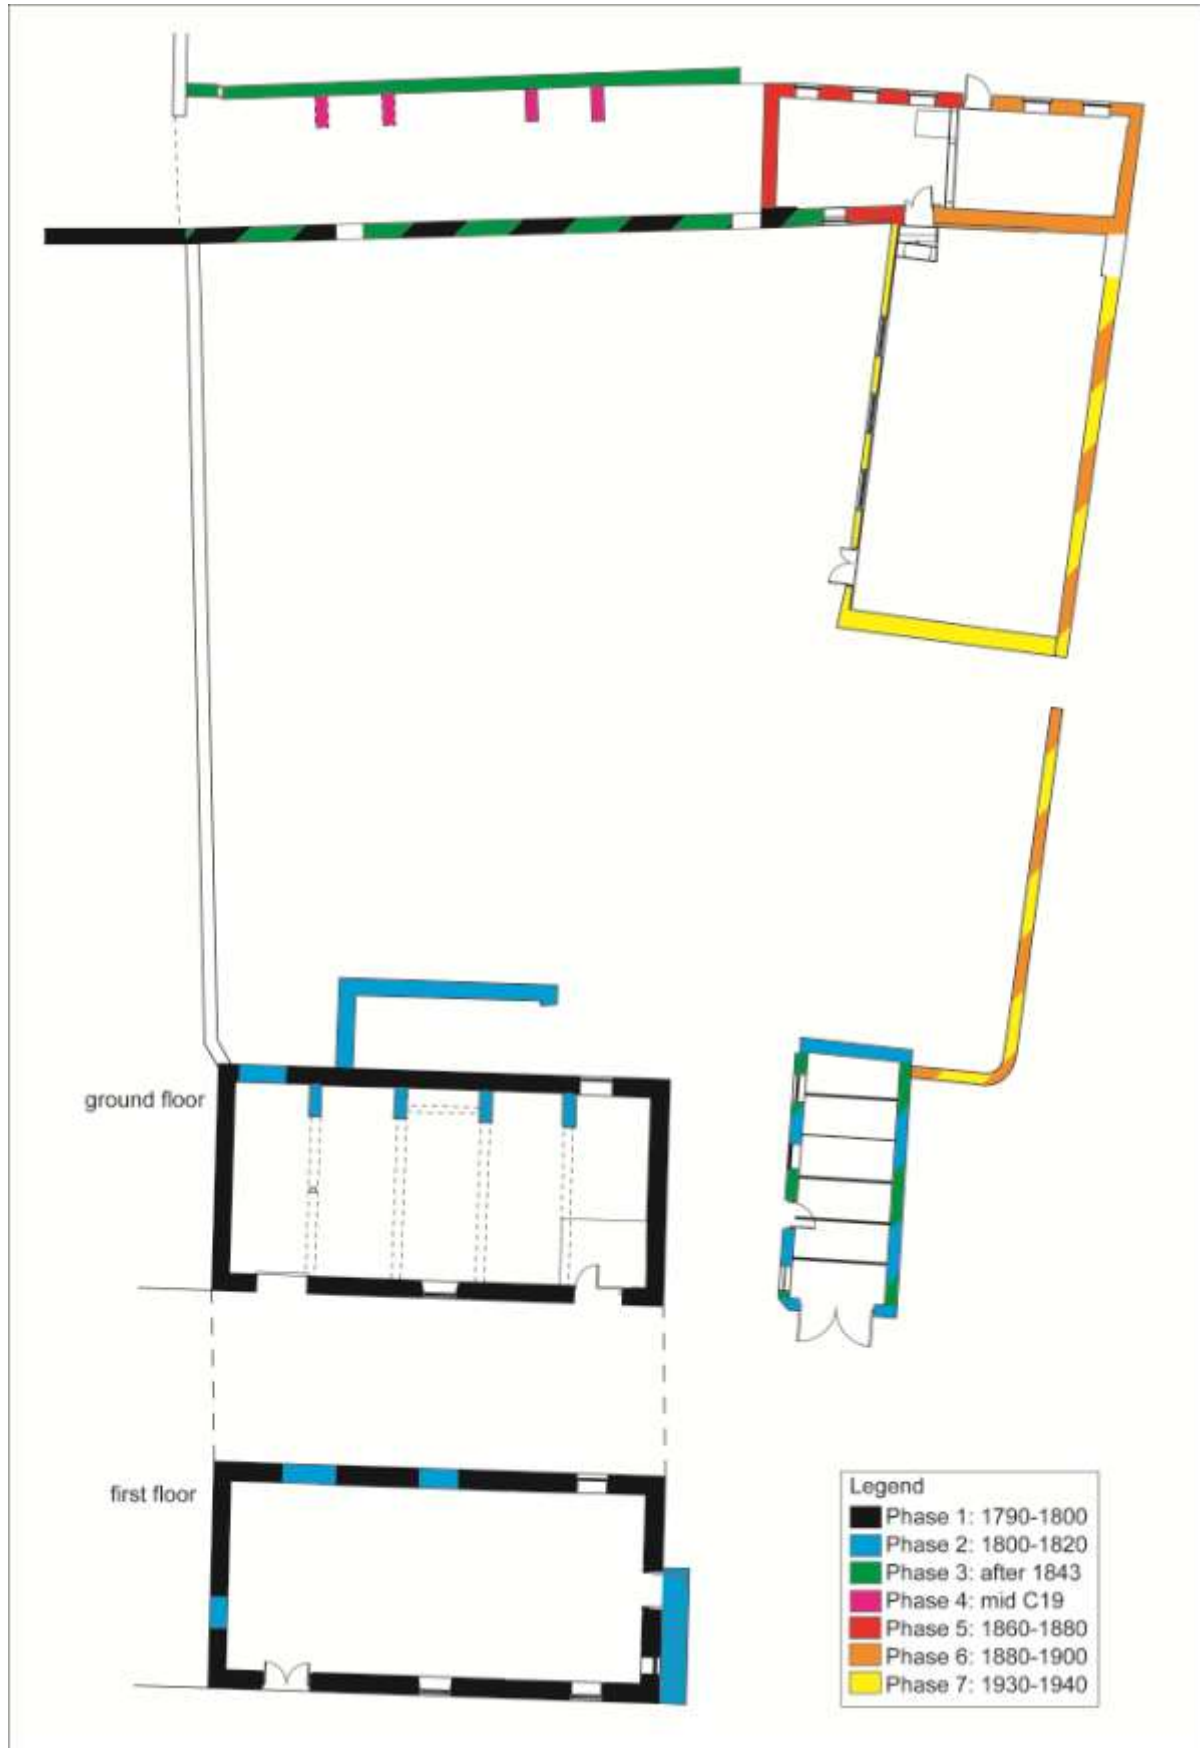 ground floor
first floor
Legend
Phase 1: 1790-1800
Phase 2: 1800-1820
Phase 3: after 1843
Phase 4: mid C19
Phase 5: 1860-1880
Phase 6: 1880-1900
Phase 7: 1930-1940